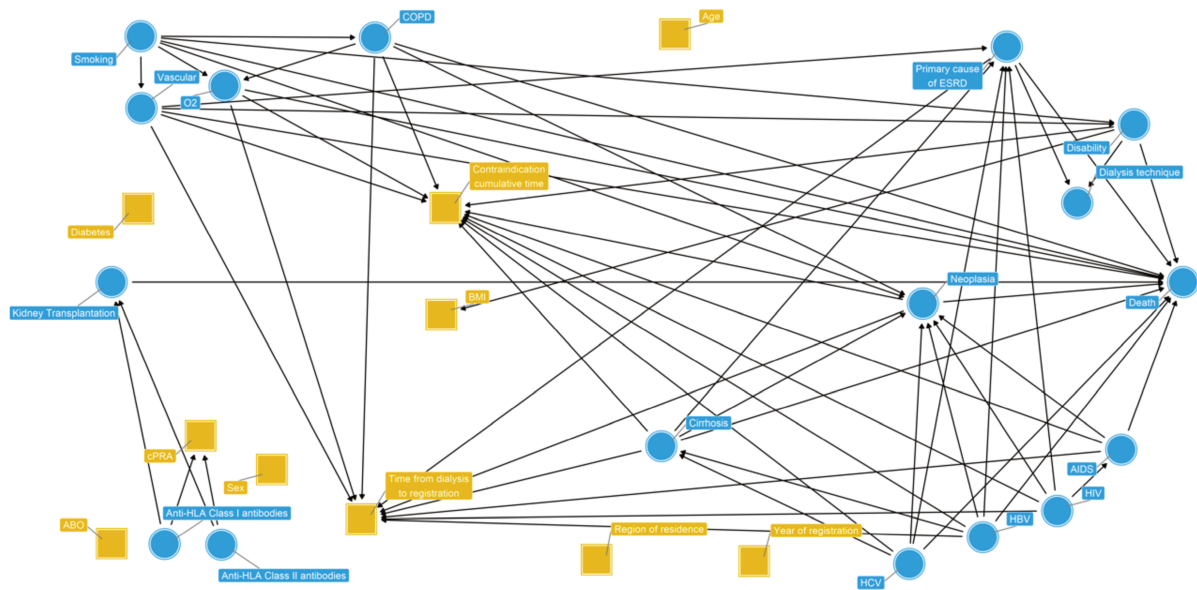 COPD
Age
Smoking
Vascular
O2
Primary cause
of ESRD
Disability
Dialysis technique
Contraindication
cumulative time
Diabetes
Neoplasia
BMI
Death
Kidney Transplantation
Cirrhosis
cPRA
AIDS
Sex
Time from dialysis
to registration
HIV
Anti-HLA Class I antibodies
ABO
HBV
Region of residence
Year of registration
Anti-HLA Class II antibodies
HCV